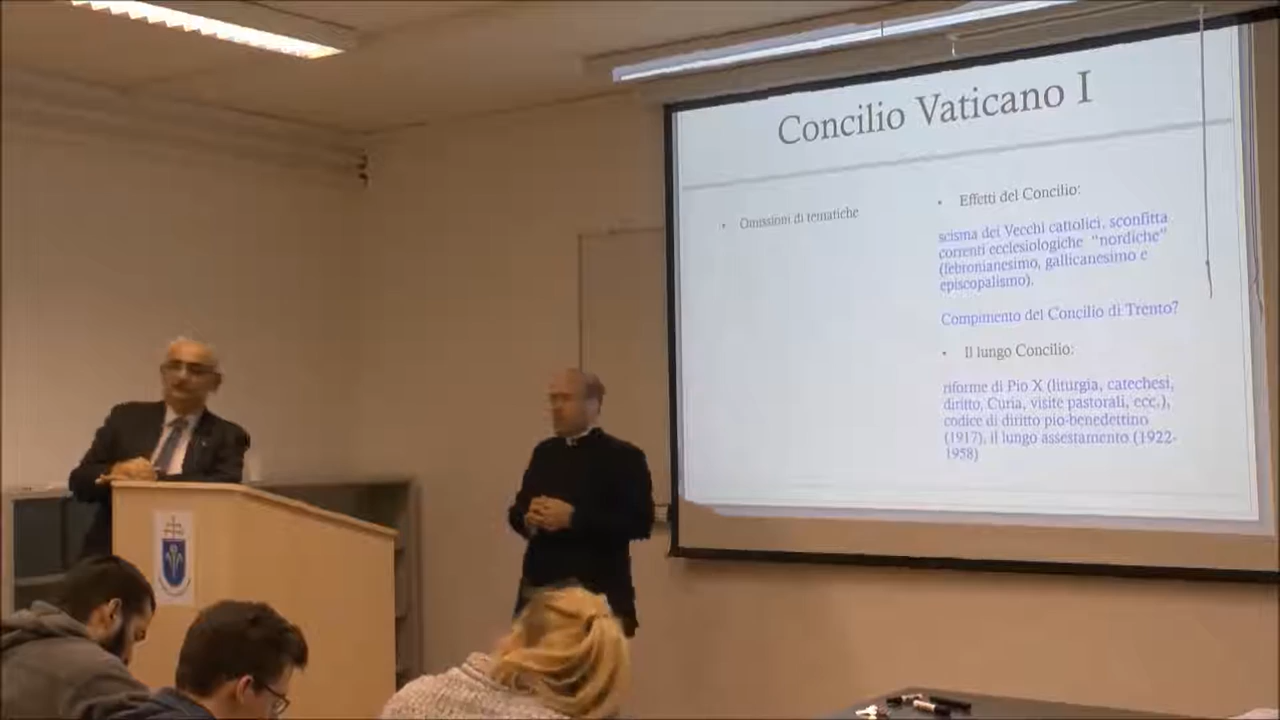 Concilio Vaticano I
• Omissioni di tematiche
• Effetti del Concilio:
scisma dei Vecchi cattolici, sconfitta
correnti ecclesiologiche "nordiche"
(febronianesimo, gallicanesimo e
episcopalismo).
Compimento del Concilio di Trento?
• Il lungo Concilio:
riforme di Pio X (liturgia, catechesi,
diritto, Curia, visite pastorali, ecc.),
codice di diritto pio-benedettino
(1917), il lungo assestamento (1922-
1958)